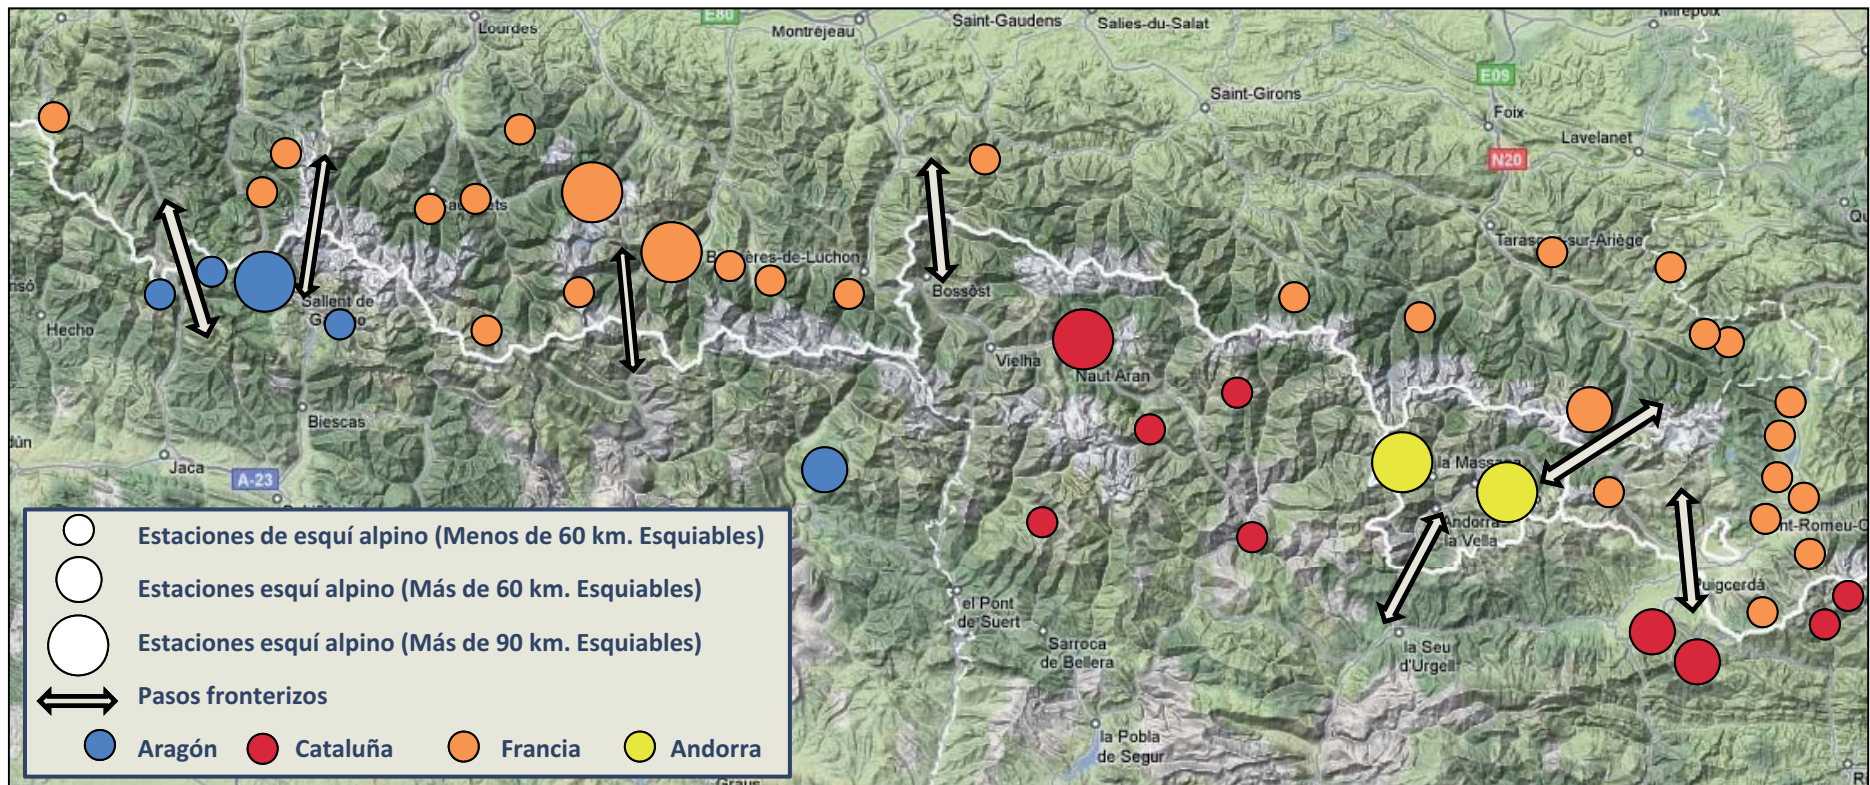 E80
Saint-Gaudens
Salies-du-Salat
Mirepoix
Lourdes
Montréjeau
E09
Saint-Girons
Foix
Lavelanet
N20
Tarascon-sur-Ariège
Bossòst
Sallent de
Hecho
Vielha
Naut Aran
Biescas
Jaca
A-23
la Massana
Andorra
la Vella
Puigcerdá
el Pont
de Suert
Sarroca
de Bellera
la Seu
d'Urgell
la Pobla
de Segur
Graus
Estaciones de esquí alpino (Menos de 60 km. Esquiables)
Estaciones esquí alpino (Más de 60 km. Esquiables)
Estaciones esquí alpino (Más de 90 km. Esquiables)
Pasos fronterizos
Aragón Cataluña Francia Andorra